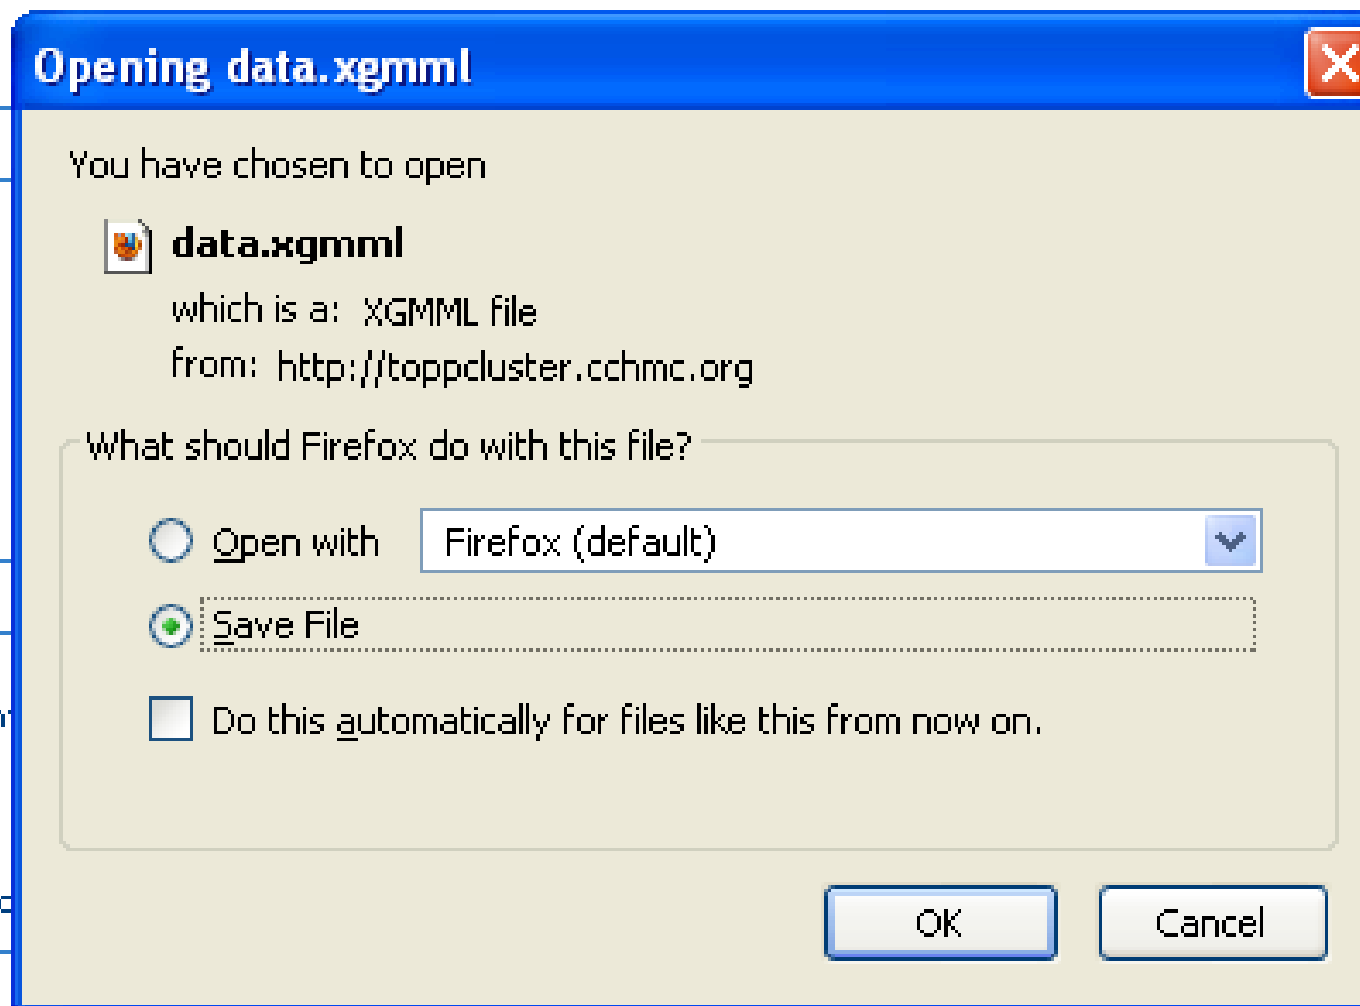 Opening data.xgmml
You have chosen to open
data.xgmml
which is a: XGMML file
from: http://toppcluster.cchmc.org
What should Firefox do with this file?
Open with Firefox (default)
Save File
Do this automatically for files like this from now on.
OK Cancel